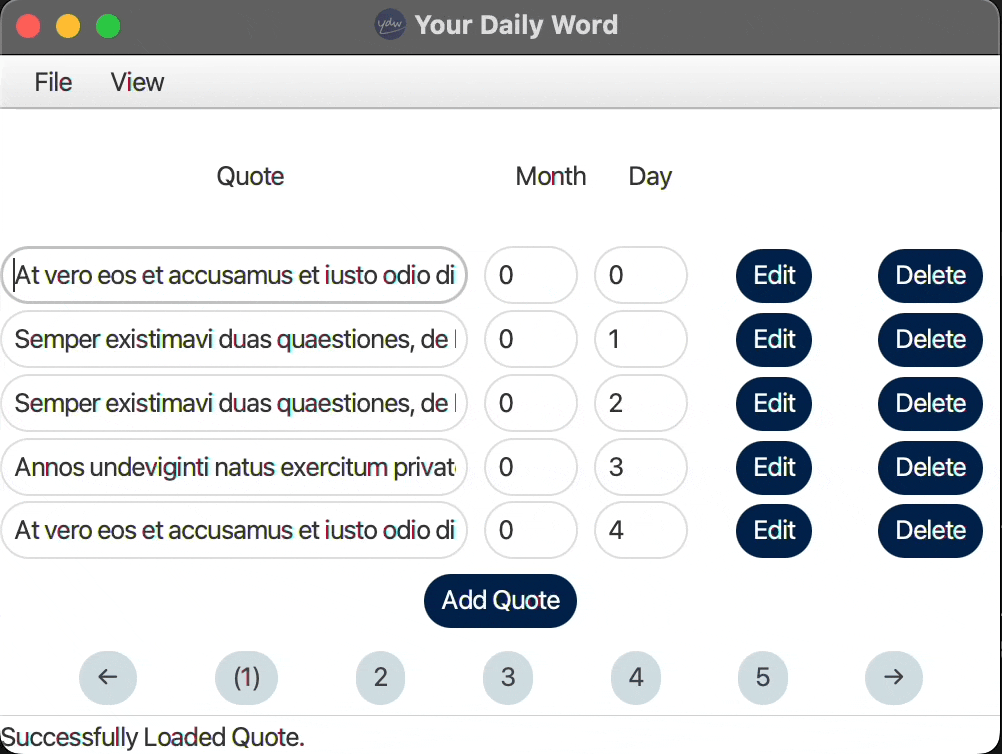 ydw Your Daily Word
File View
Quote Month Day
At vero eos et accusamus et iusto odio di 0 0 Edit Delete
Semper existimavi duas quaestiones, de 0 1 Edit Delete
Semper existimavi duas quaestiones, de 0 2 Edit Delete
Annos undeviginti natus exercitum privat 0 3 Edit Delete
At vero eos et accusamus et iusto odio di 0 4 Edit Delete
Add Quote
← (1) 2 3 4 5 →
Successfully Loaded Quote.